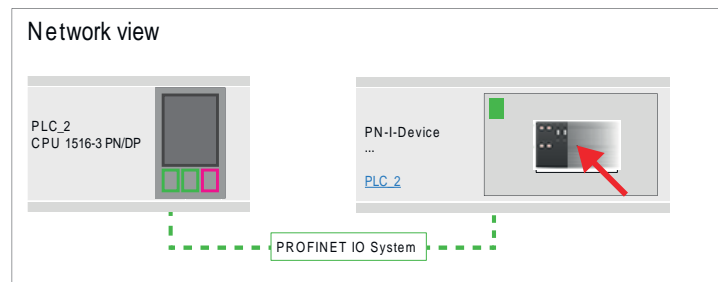 Network view
PLC_2
CPU 1516-3 PN/DP
PN-I-Device
...
PLC_2
PROFINET IO System